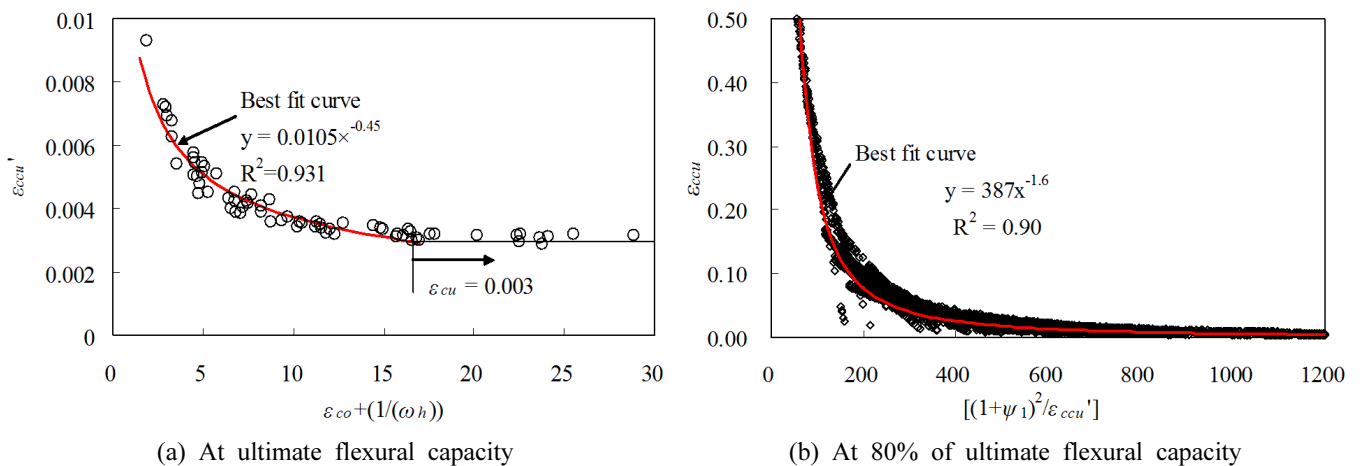 0.01
0.008
0.006
0.004
0.002
0
εccu'
Best fit curve
y = 0.0105×^-0.45
R²=0.931
εcu = 0.003
0 5 10 15 20 25 30
εco+(1/(ωh))
(a) At ultimate flexural capacity
0.50
0.40
0.30
0.20
0.10
0.00
εccu
Best fit curve
y = 387x^-1.6
R² = 0.90
0 200 400 600 800 1000 1200
[(1+ψ1)²/εccu']
(b) At 80% of ultimate flexural capacity